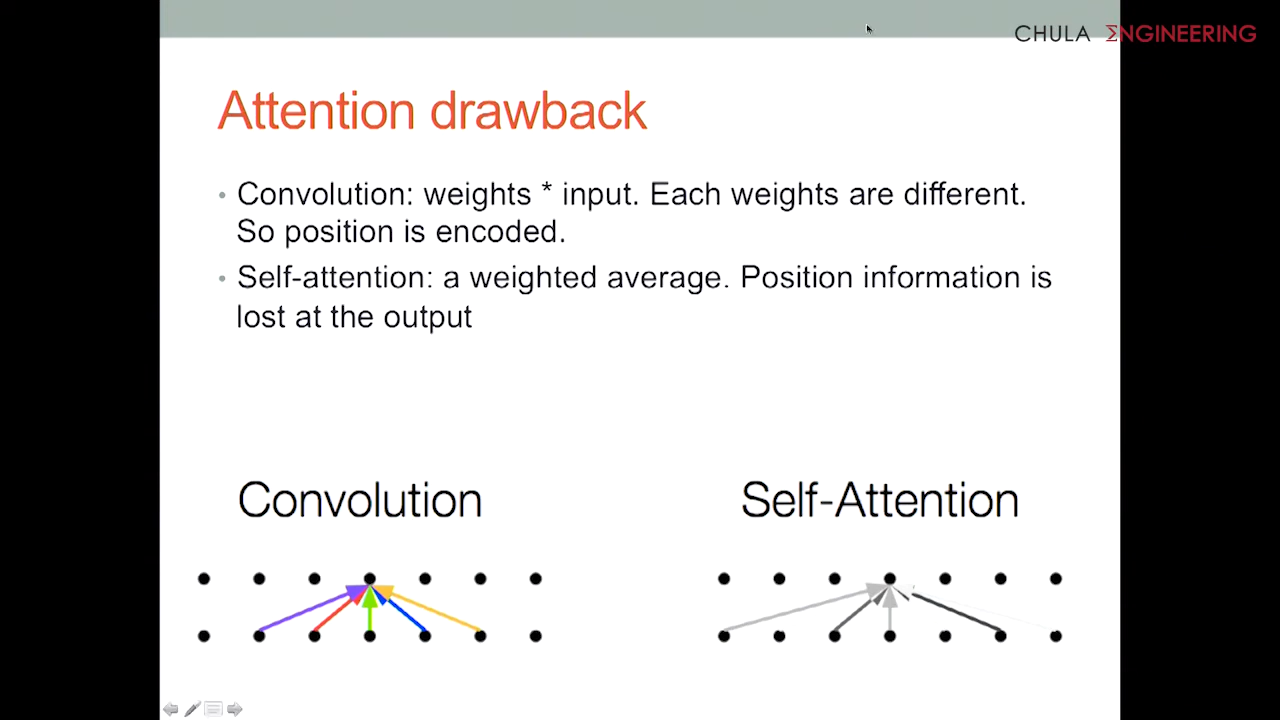 CHULA ΣNGINEERING
Attention drawback
• Convolution: weights * input. Each weights are different.
So position is encoded.
• Self-attention: a weighted average. Position information is
lost at the output
Convolution
Self-Attention